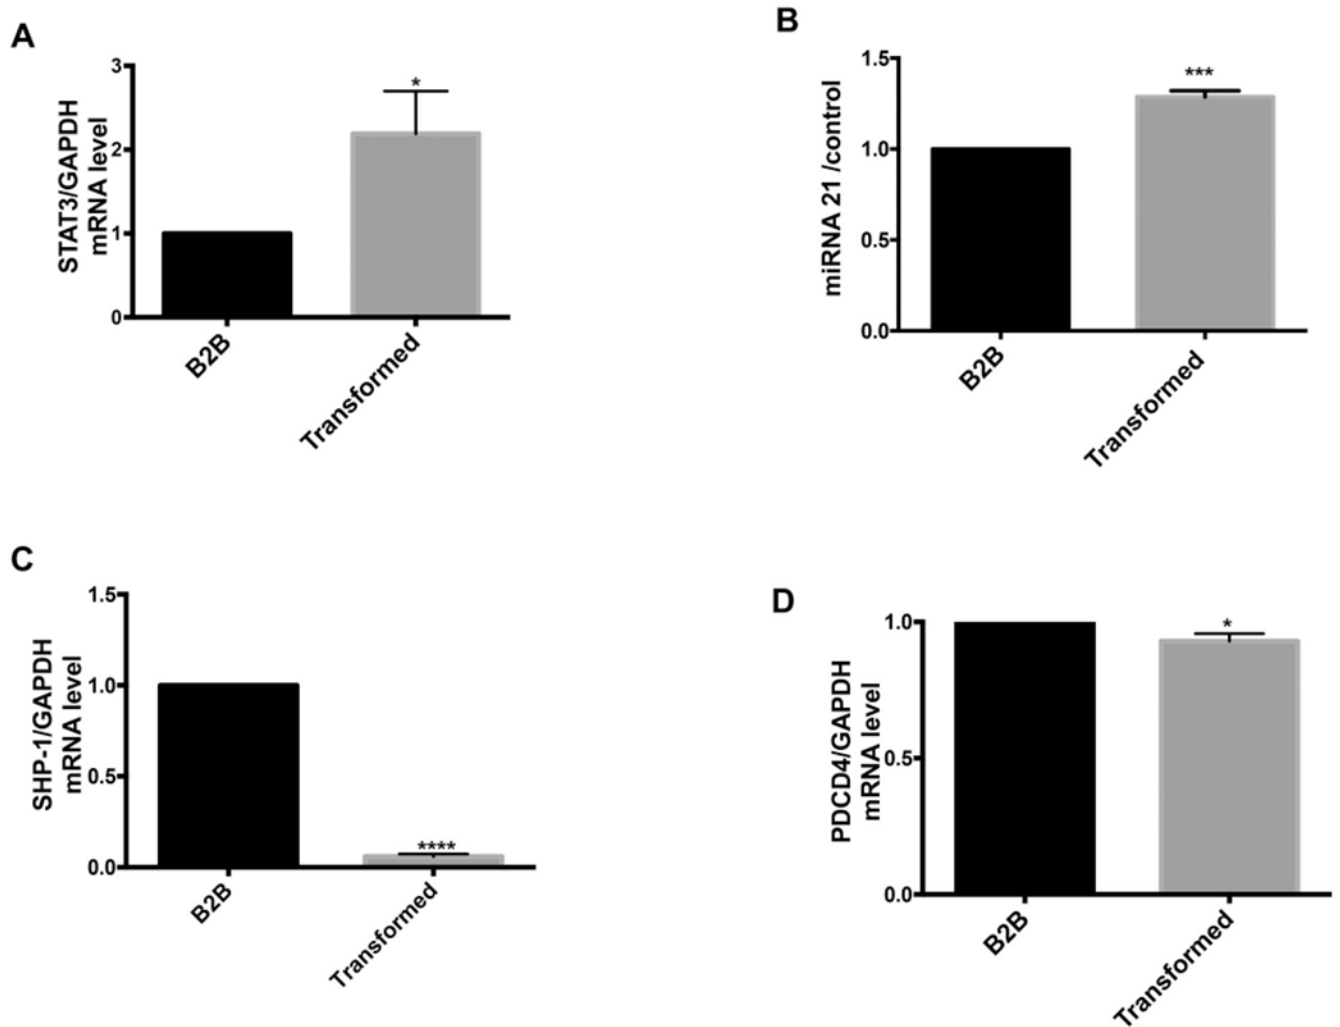 A
STAT3/GAPDH
mRNA level
3
2
1
0
*
B2B
Transformed
B
miRNA 21 /control
1.5
1.0
0.5
0.0
***
B2B
Transformed
C
SHP-1/GAPDH
mRNA level
1.5
1.0
0.5
0.0
****
B2B
Transformed
D
PDCD4/GAPDH
mRNA level
1.0
0.5
0.0
*
B2B
Transformed